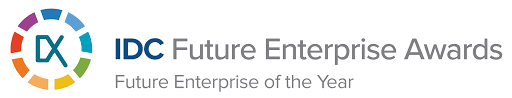 DX
IDC Future Enterprise Awards
Future Enterprise of the Year